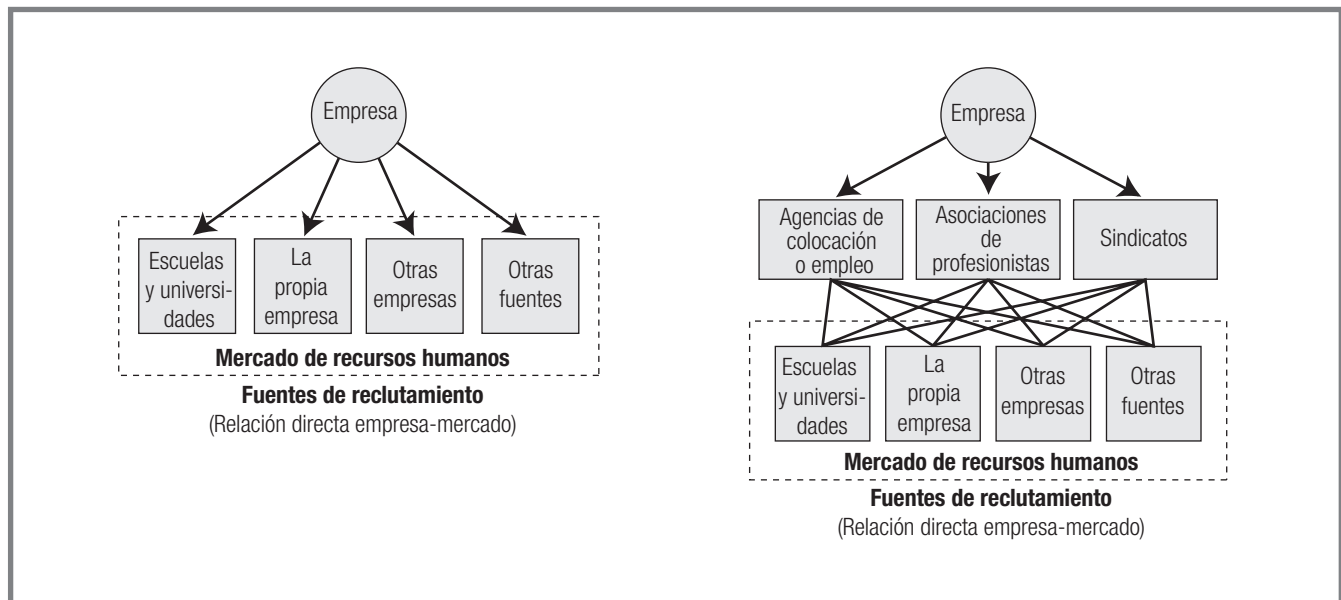 Empresa
Escuelas
y universi-
dades
La
propia
empresa
Otras
empresas
Otras
fuentes
Mercado de recursos humanos
Fuentes de reclutamiento
(Relación directa empresa-mercado)
Empresa
Agencias de
colocación
o empleo
Asociaciones
de
profesionistas
Sindicatos
Escuelas
y universi-
dades
La
propia
empresa
Otras
empresas
Otras
fuentes
Mercado de recursos humanos
Fuentes de reclutamiento
(Relación directa empresa-mercado)